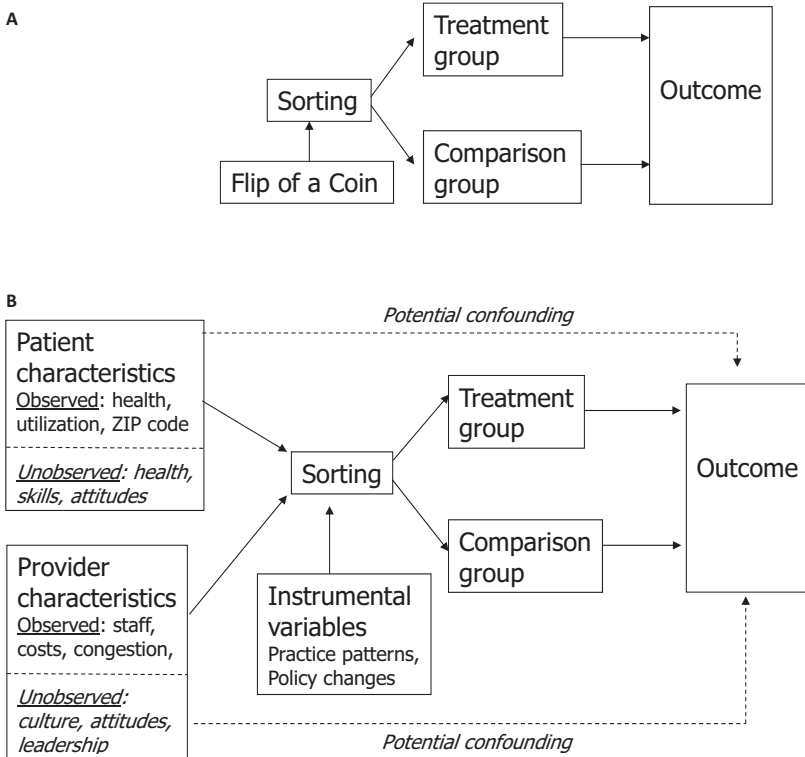 A
Treatment
group
Sorting
Outcome
Comparison
group
Flip of a Coin
B
Potential confounding
Patient
characteristics
Observed: health,
utilization, ZIP code
Unobserved: health,
skills, attitudes
Treatment
group
Sorting
Outcome
Comparison
group
Provider
characteristics
Observed: staff,
costs, congestion,
Unobserved:
culture, attitudes,
leadership
Instrumental
variables
Practice patterns,
Policy changes
Potential confounding